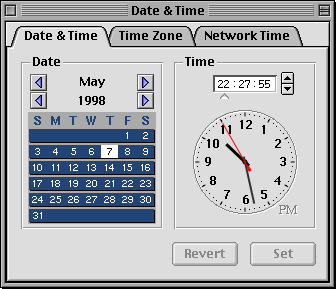 Date & Time
Date & Time Time Zone Network Time
Date Time
May
1998
22:27:55
S M T W T F S
1 2
3 4 5 6 7 8 9
10 11 12 13 14 15 16
17 18 19 20 21 22 23
24 25 26 27 28 29 30
31
12
11 1
10 2
9 3
8 4
7 5
6
PM
Revert Set